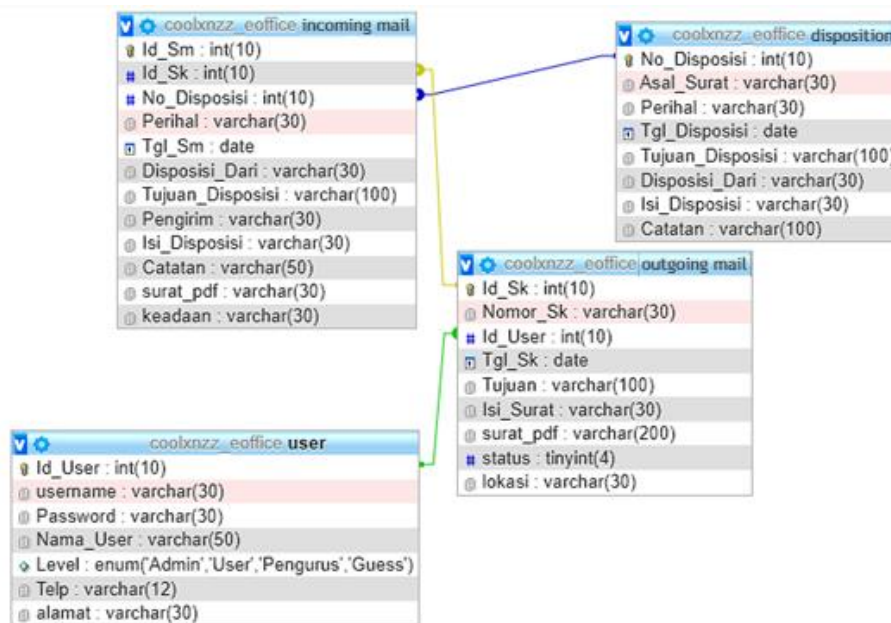 coolxnzz_eoffice incoming mail
Id_Sm : int(10)
Id_Sk : int(10)
No_Disposisi : int(10)
Perihal : varchar(30)
Tgl_Sm : date
Disposisi_Dari : varchar(30)
Tujuan_Disposisi : varchar(100)
Pengirim : varchar(30)
Isi_Disposisi : varchar(30)
Catatan : varchar(50)
surat_pdf : varchar(30)
keadaan : varchar(30)
coolxnzz_eoffice disposition
No_Disposisi : int(10)
Asal_Surat : varchar(30)
Perihal : varchar(30)
Tgl_Disposisi : date
Tujuan_Disposisi : varchar(100)
Disposisi_Dari : varchar(30)
Isi_Disposisi : varchar(30)
Catatan : varchar(100)
coolxnzz_eoffice outgoing mail
Id_Sk : int(10)
Nomor_Sk : varchar(30)
Id_User : int(10)
Tgl_Sk : date
Tujuan : varchar(100)
Isi_Surat : varchar(30)
surat_pdf : varchar(200)
status : tinyint(4)
lokasi : varchar(30)
coolxnzz_eoffice user
Id_User : int(10)
username : varchar(30)
Password : varchar(30)
Nama_User : varchar(50)
Level : enum('Admin','User','Pengurus','Guess')
Telp : varchar(12)
alamat : varchar(30)